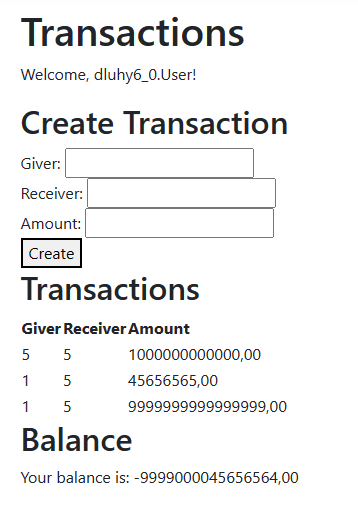 Transactions
Welcome, dluhy6_0.User!
Create Transaction
Giver:
Receiver:
Amount:
Create
Transactions
Giver Receiver Amount
5 5 1000000000000,00
1 5 45656565,00
1 5 9999999999999999,00
Balance
Your balance is: -9999000045656564,00